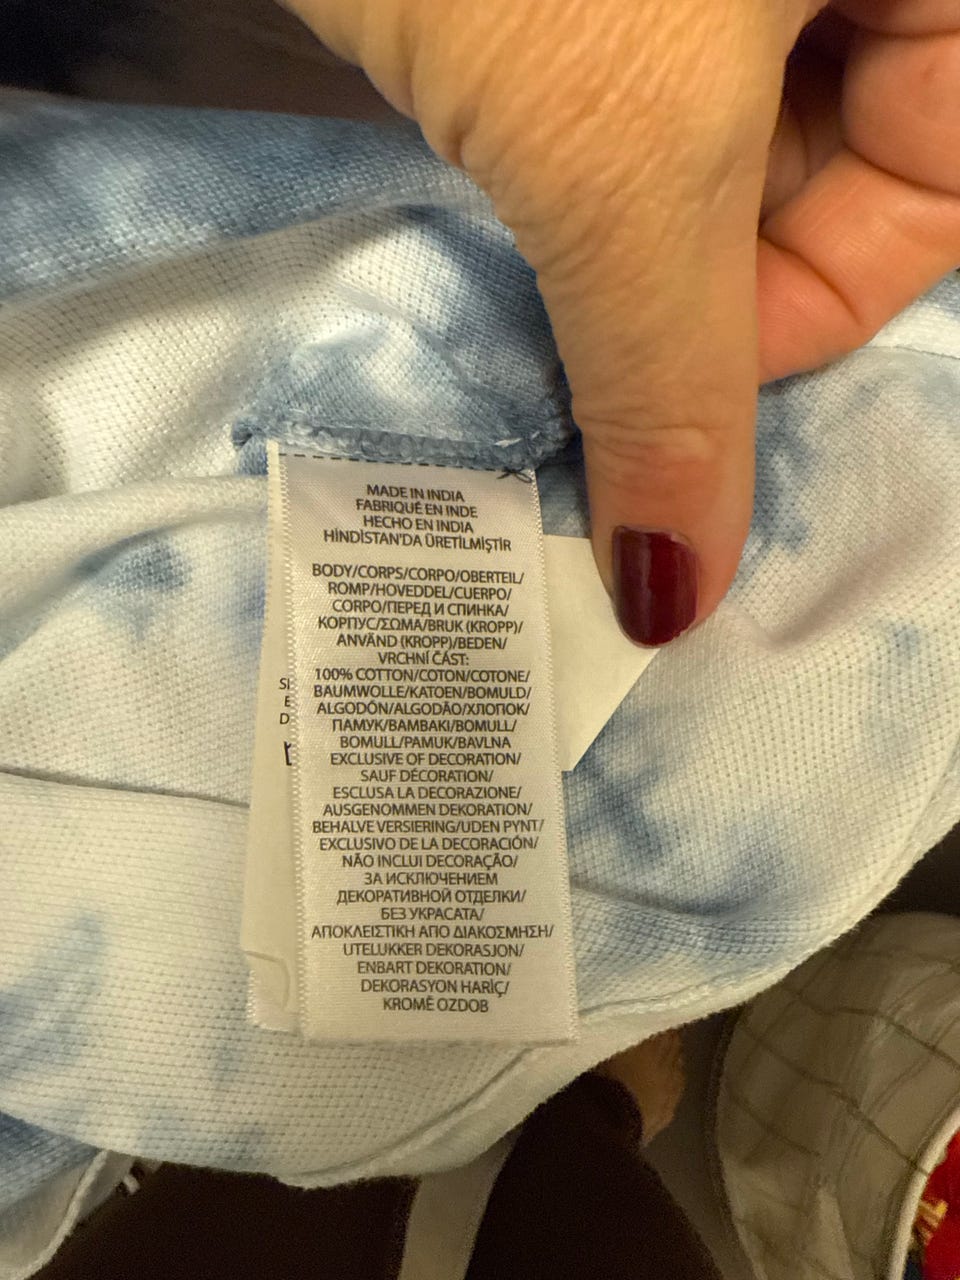 MADE IN INDIA
FABRIQUÉ EN INDE
HECHO EN INDIA
HİNDİSTAN'DA ÜRETİLMİŞTİR
BODY/CORPS/CORPO/OBERTEIL/
ROMP/HOVEDDEL/CUERPO/
CORPO/ПЕРЕД И СПИНКА/
КОРПУС/ΣΩΜΑ/BRUK (KROPP)/
ANVÄND (KROPP)/BEDEN/
VRCHNÍ ČÁST:
100% COTTON/COTON/COTONE/
BAUMWOLLE/KATOEN/BOMULD/
ALGODÓN/ALGODÃO/ХЛОПОК/
ПАМУК/ΒΑΜΒΑΚΙ/BOMULL/
BOMULL/PAMUK/BAVLNA
EXCLUSIVE OF DECORATION/
SAUF DÉCORATION/
ESCLUSA LA DECORAZIONE/
AUSGENOMMEN DEKORATION/
BEHALVE VERSIERING/UDEN PYNT/
EXCLUSIVO DE LA DECORACIÓN/
NÃO INCLUI DECORAÇÃO/
ЗА ИСКЛЮЧЕНИЕМ
ДЕКОРАТИВНОЙ ОТДЕЛКИ/
БЕЗ УКРАСАТА/
ΑΠΟΚΛΕΙΣΤΙΚΗ ΑΠΟ ΔΙΑΚΟΣΜΗΣΗ/
UTELUKKER DEKORASJON/
ENBART DEKORATION/
DEKORASYON HARİÇ/
KROMĚ OZDOB